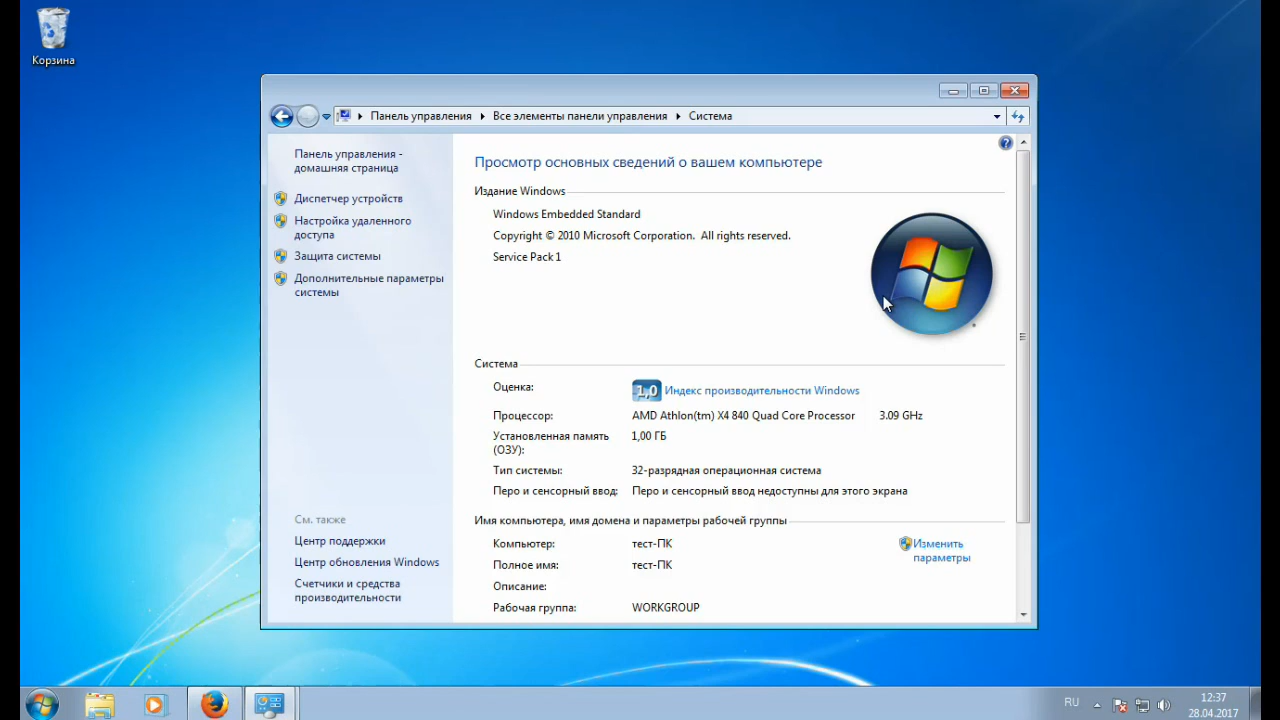 Корзина
Панель управления
Все элементы панели управления
Система
Панель управления -
домашняя страница
Диспетчер устройств
Настройка удаленного
доступа
Защита системы
Дополнительные параметры
системы
См. также
Центр поддержки
Центр обновления Windows
Счетчики и средства
производительности
Просмотр основных сведений о вашем компьютере
Издание Windows
Windows Embedded Standard
Copyright © 2010 Microsoft Corporation. All rights reserved.
Service Pack 1
Система
Оценка: 1,0 Индекс производительности Windows
Процессор: AMD Athlon(tm) X4 840 Quad Core Processor 3.09 GHz
Установленная память 1,00 ГБ
(ОЗУ):
Тип системы: 32-разрядная операционная система
Перо и сенсорный ввод: Перо и сенсорный ввод недоступны для этого экрана
Имя компьютера, имя домена и параметры рабочей группы
Компьютер: тест-ПК
Изменить
параметры
Полное имя: тест-ПК
Описание:
Рабочая группа: WORKGROUP
RU
12:37
28.04.2017